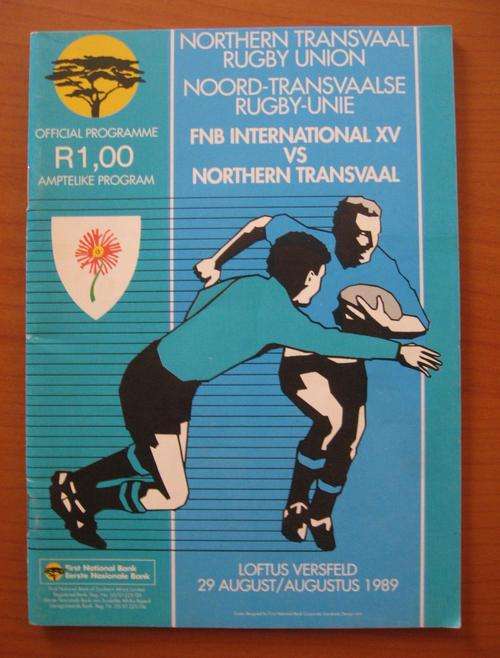 NORTHERN TRANSVAAL
RUGBY UNION
NOORD-TRANSVAALSE
RUGBY-UNIE
FNB INTERNATIONAL XV
VS
NORTHERN TRANSVAAL
OFFICIAL PROGRAMME
R1,00
AMPTELIKE PROGRAM
First National Bank
Eerste Nasionale Bank
LOFTUS VERSFELD
29 AUGUST/AUGUSTUS 1989